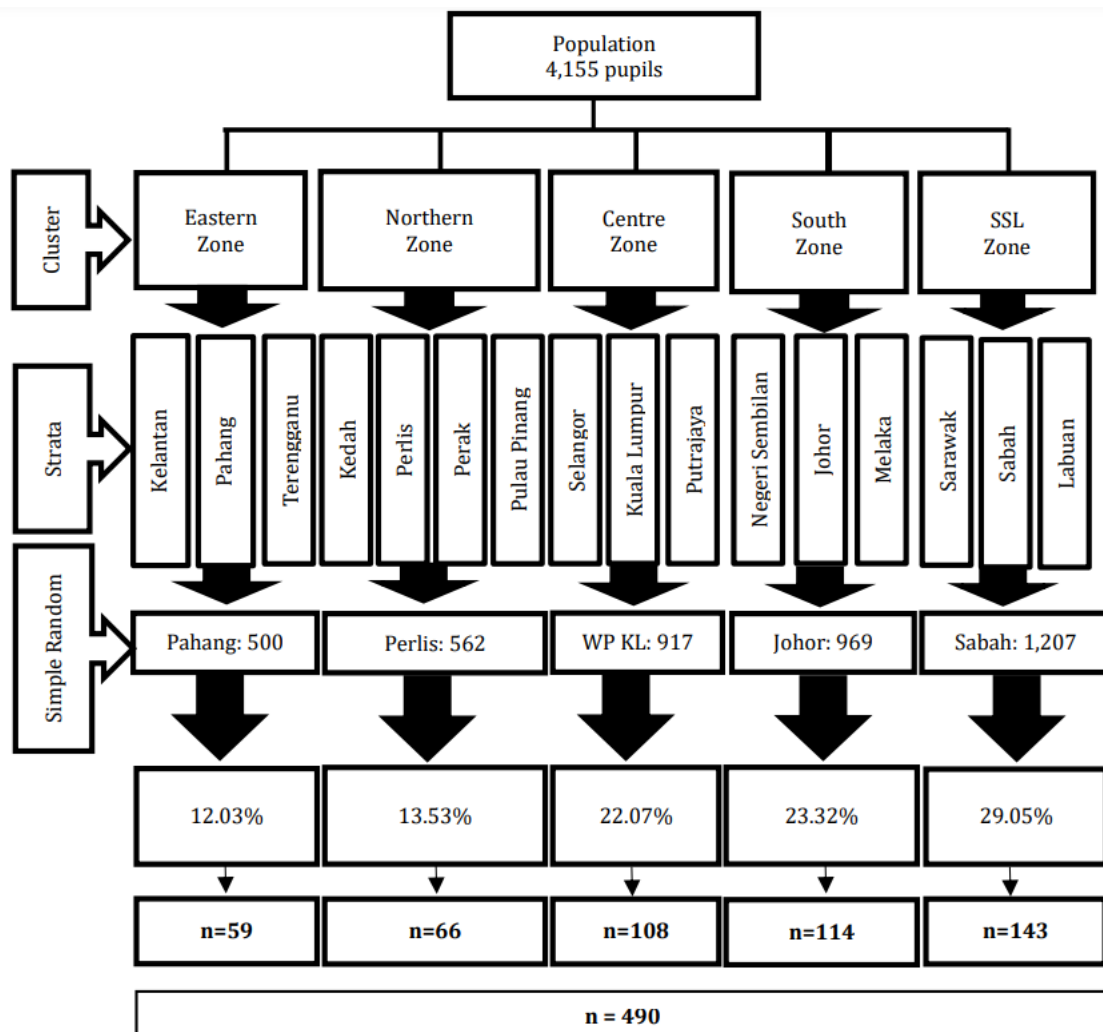 Population
4,155 pupils
Cluster
Eastern
Zone
Northern
Zone
Centre
Zone
South
Zone
SSL
Zone
Strata
Kelantan
Pahang
Terengganu
Kedah
Perlis
Perak
Pulau Pinang
Selangor
Kuala Lumpur
Putrajaya
Negeri Sembilan
Johor
Melaka
Sarawak
Sabah
Labuan
Simple Random
Pahang: 500
Perlis: 562
WP KL: 917
Johor: 969
Sabah: 1,207
12.03%
13.53%
22.07%
23.32%
29.05%
n=59
n=66
n=108
n=114
n=143
n = 490